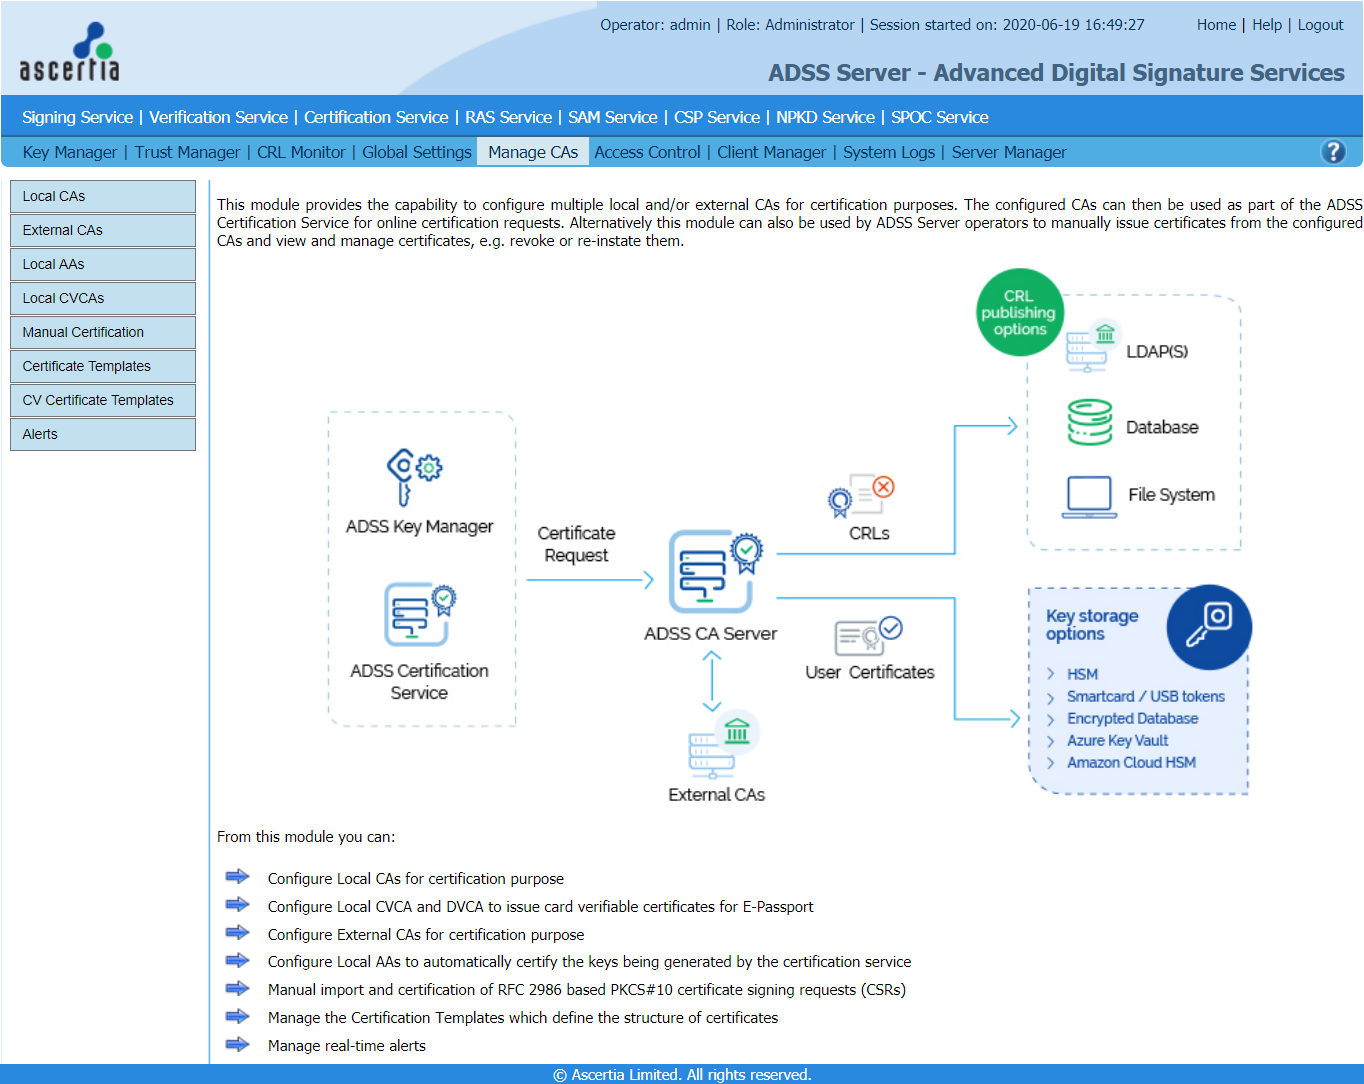 Operator: admin | Role: Administrator | Session started on: 2020-06-19 16:49:27 Home | Help | Logout
ascertia
ADSS Server - Advanced Digital Signature Services
Signing Service | Verification Service | Certification Service | RAS Service | SAM Service | CSP Service | NPKD Service | SPOC Service
Key Manager | Trust Manager | CRL Monitor | Global Settings Manage CAs Access Control | Client Manager | System Logs | Server Manager ?
Local CAs
External CAs
Local AAs
Local CVCAs
Manual Certification
Certificate Templates
CV Certificate Templates
Alerts
This module provides the capability to configure multiple local and/or external CAs for certification purposes. The configured CAs can then be used as part of the ADSS
Certification Service for online certification requests. Alternatively this module can also be used by ADSS Server operators to manually issue certificates from the configured
CAs and view and manage certificates, e.g. revoke or re-instate them.
CRL
publishing
options
LDAP(S)
Database
File System
ADSS Key Manager
ADSS Certification
Service
Certificate
Request
ADSS CA Server
CRLs
User Certificates
External CAs
Key storage
options
HSM
Smartcard / USB tokens
Encrypted Database
Azure Key Vault
Amazon Cloud HSM
From this module you can:
Configure Local CAs for certification purpose
Configure Local CVCA and DVCA to issue card verifiable certificates for E-Passport
Configure External CAs for certification purpose
Configure Local AAs to automatically certify the keys being generated by the certification service
Manual import and certification of RFC 2986 based PKCS#10 certificate signing requests (CSRs)
Manage the Certification Templates which define the structure of certificates
Manage real-time alerts
© Ascertia Limited. All rights reserved.